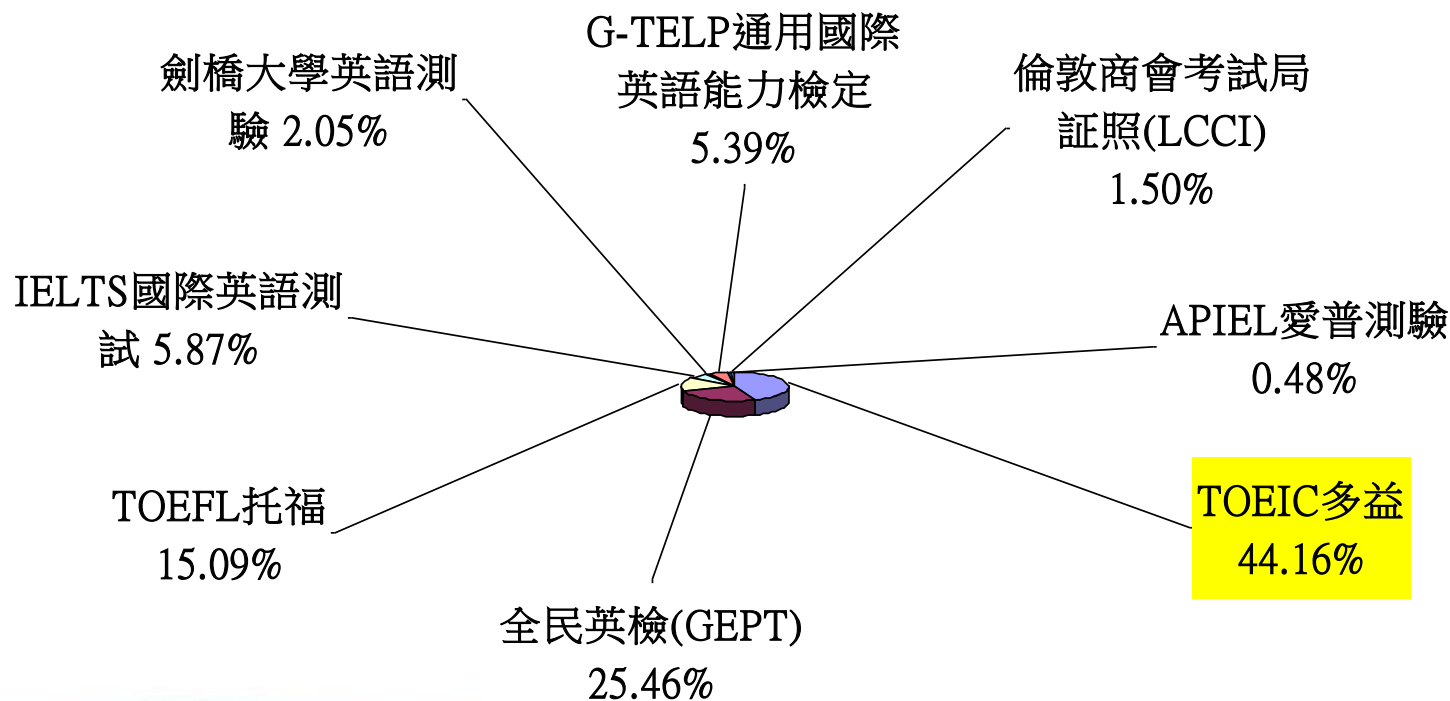 G-TELP通用國際
英語能力檢定
5.39%
劍橋大學英語測
驗 2.05%
倫敦商會考試局
証照(LCCI)
1.50%
IELTS國際英語測
試 5.87%
APIEL愛普測驗
0.48%
TOEFL托福
15.09%
TOEIC多益
44.16%
全民英檢(GEPT)
25.46%